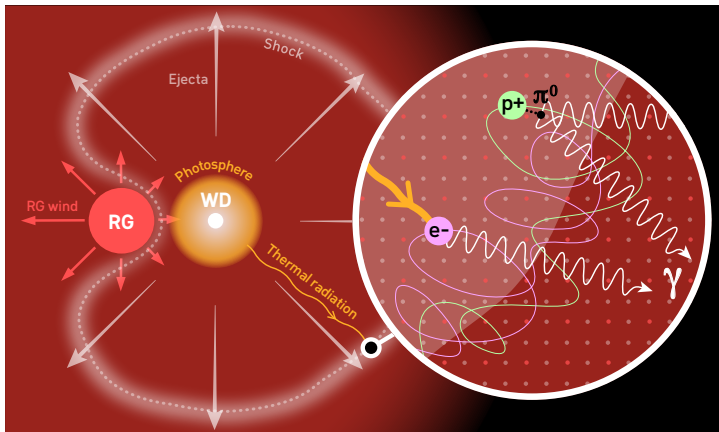 Shock
Ejecta
Photosphere
WD
RG wind
RG
Thermal radiation
p+
π⁰
e-
γ